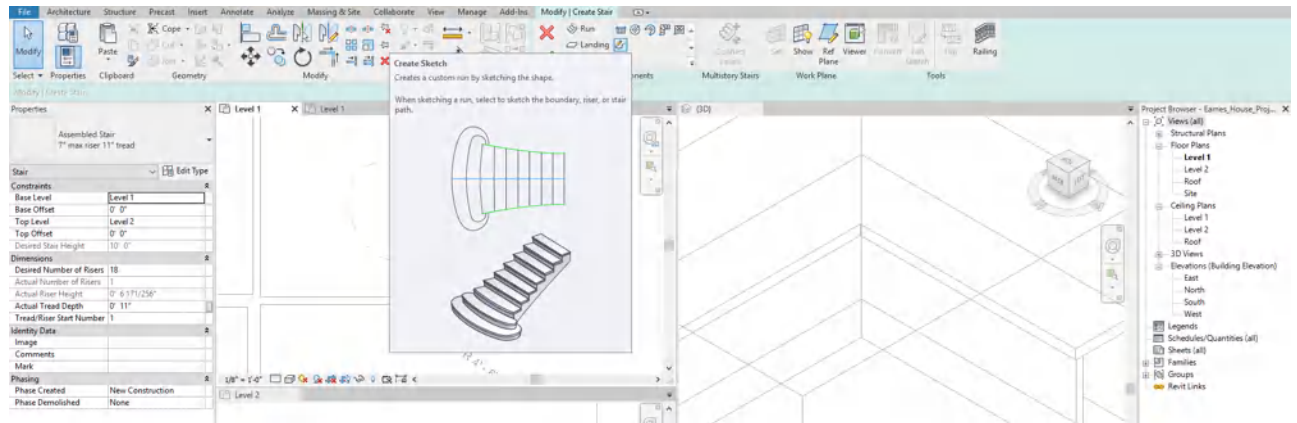 File Architecture Structure Precast Insert Annotate Analyze Massing & Site Collaborate View Manage Add-Ins Modify | Create Stair
Modify
Paste
Cope
Cut
Join
Run
Landing
Show
Ref Plane
Viewer
Railing
Select Properties Clipboard Geometry Modify Multistory Stairs Work Plane Tools
Modify | Create Stair
Create Sketch
Creates a custom run by sketching the shape.
When sketching a run, select to sketch the boundary, riser, or stair
path.
Properties
Assembled Stair
7" max riser 11" tread
Stair Edit Type
Constraints
Base Level Level 1
Base Offset 0' 0"
Top Level Level 2
Top Offset 0' 0"
Desired Stair Height 10' 0"
Dimensions
Desired Number of Risers 18
Actual Number of Risers 1
Actual Riser Height 0' 6 171/256"
Actual Tread Depth 0' 11"
Tread/Riser Start Number 1
Identity Data
Image
Comments
Mark
Phasing
Phase Created New Construction
Phase Demolished None
Level 1 Level 1
1/8" = 1'-0"
Level 2
{3D}
Project Browser - Eames_House_Proj...
Views (all)
Structural Plans
Floor Plans
Level 1
Level 2
Roof
Site
Ceiling Plans
Level 1
Level 2
Roof
3D Views
Elevations (Building Elevation)
East
North
South
West
Legends
Schedules/Quantities (all)
Sheets (all)
Families
Groups
Revit Links